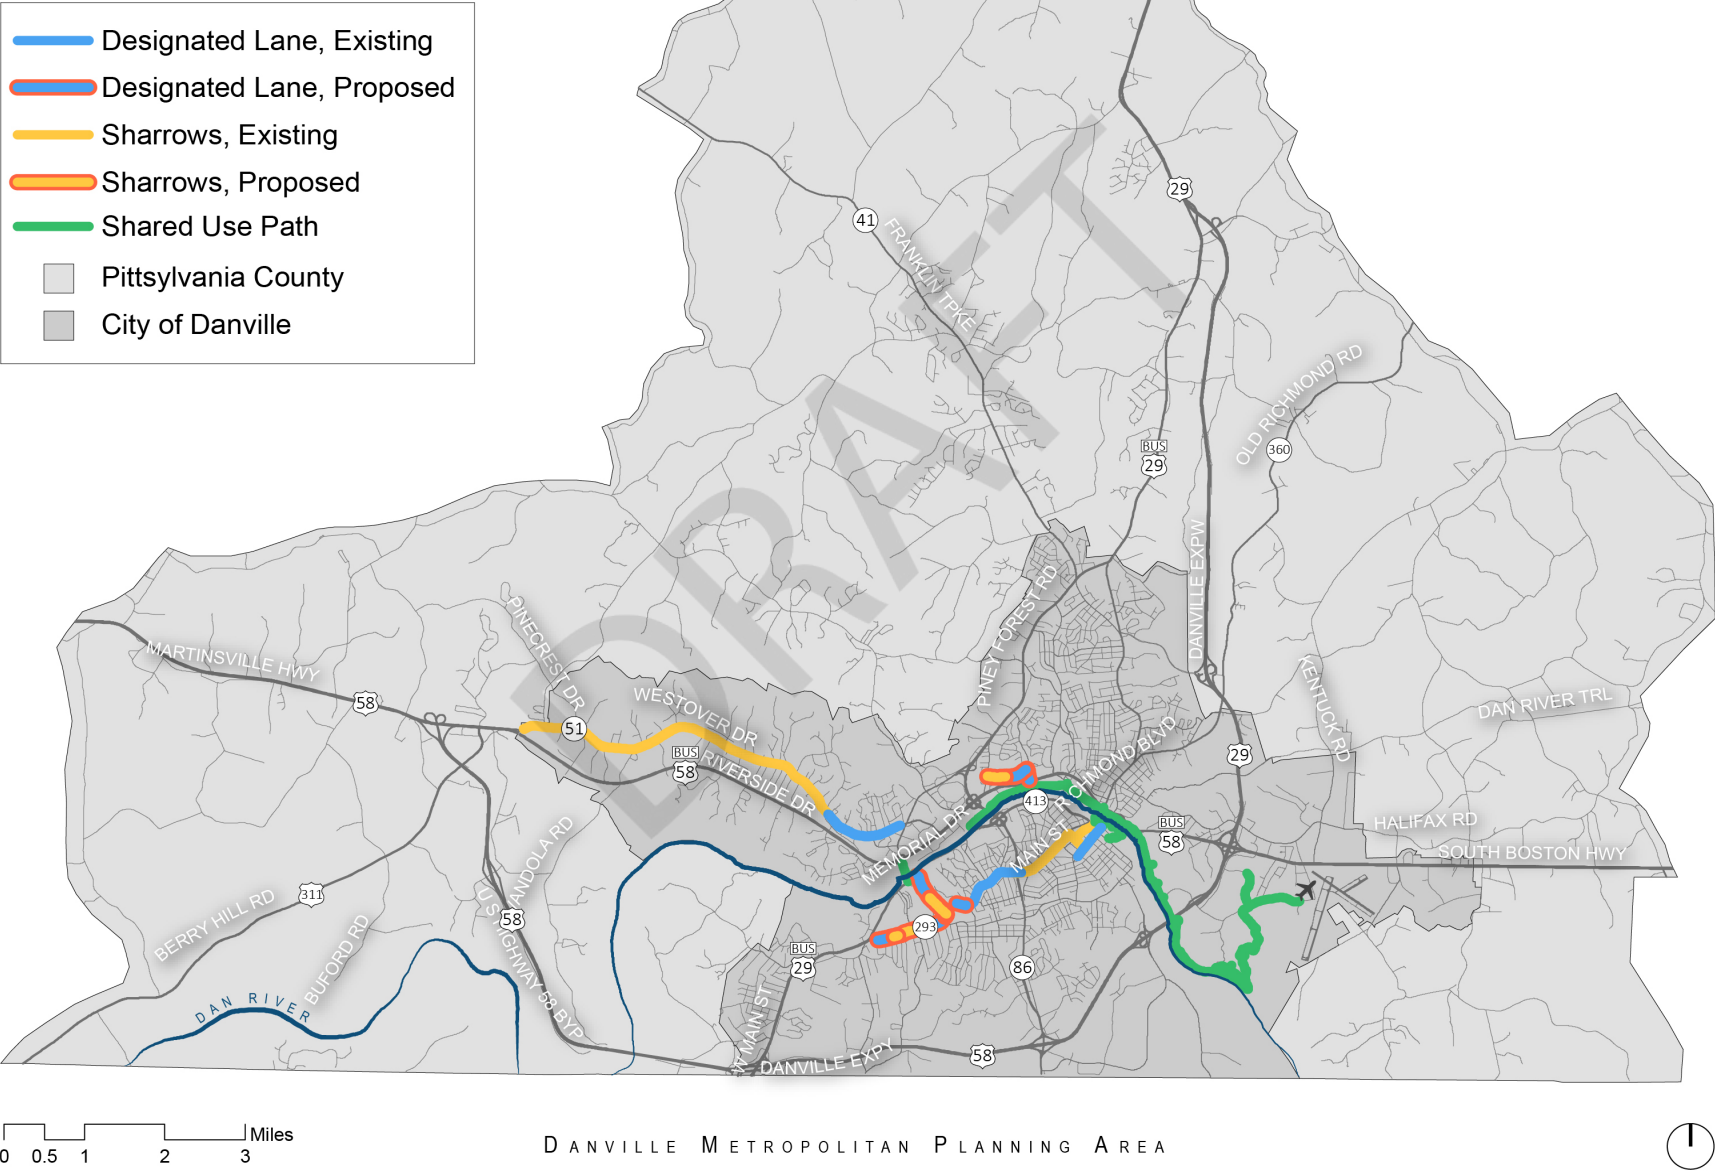 Designated Lane, Existing
Designated Lane, Proposed
Sharrows, Existing
Sharrows, Proposed
Shared Use Path
Pittsylvania County
City of Danville
DRAFT
29
41
FRANKLIN TPKE
OLD RICHMOND RD
BUS
29
360
DANVILLE EXPW
PINEY FOREST RD
PINECREST DR
MARTINSVILLE HWY
58
WESTOVER DR
51
BUS
58
RIVERSIDE DR
KENTUCK RD
DAN RIVER TRL
RICHMOND BLVD
29
413
MEMORIAL DR
MAIN ST
BUS
58
HALIFAX RD
SOUTH BOSTON HWY
VANDOLA RD
311
BERRY HILL RD
58
U S HIGHWAY 58 BYP
BUFORD RD
293
BUS
29
86
DAN RIVER
W MAIN ST
DANVILLE EXPY
58
Miles
0 0.5 1 2 3
DANVILLE METROPOLITAN PLANNING AREA